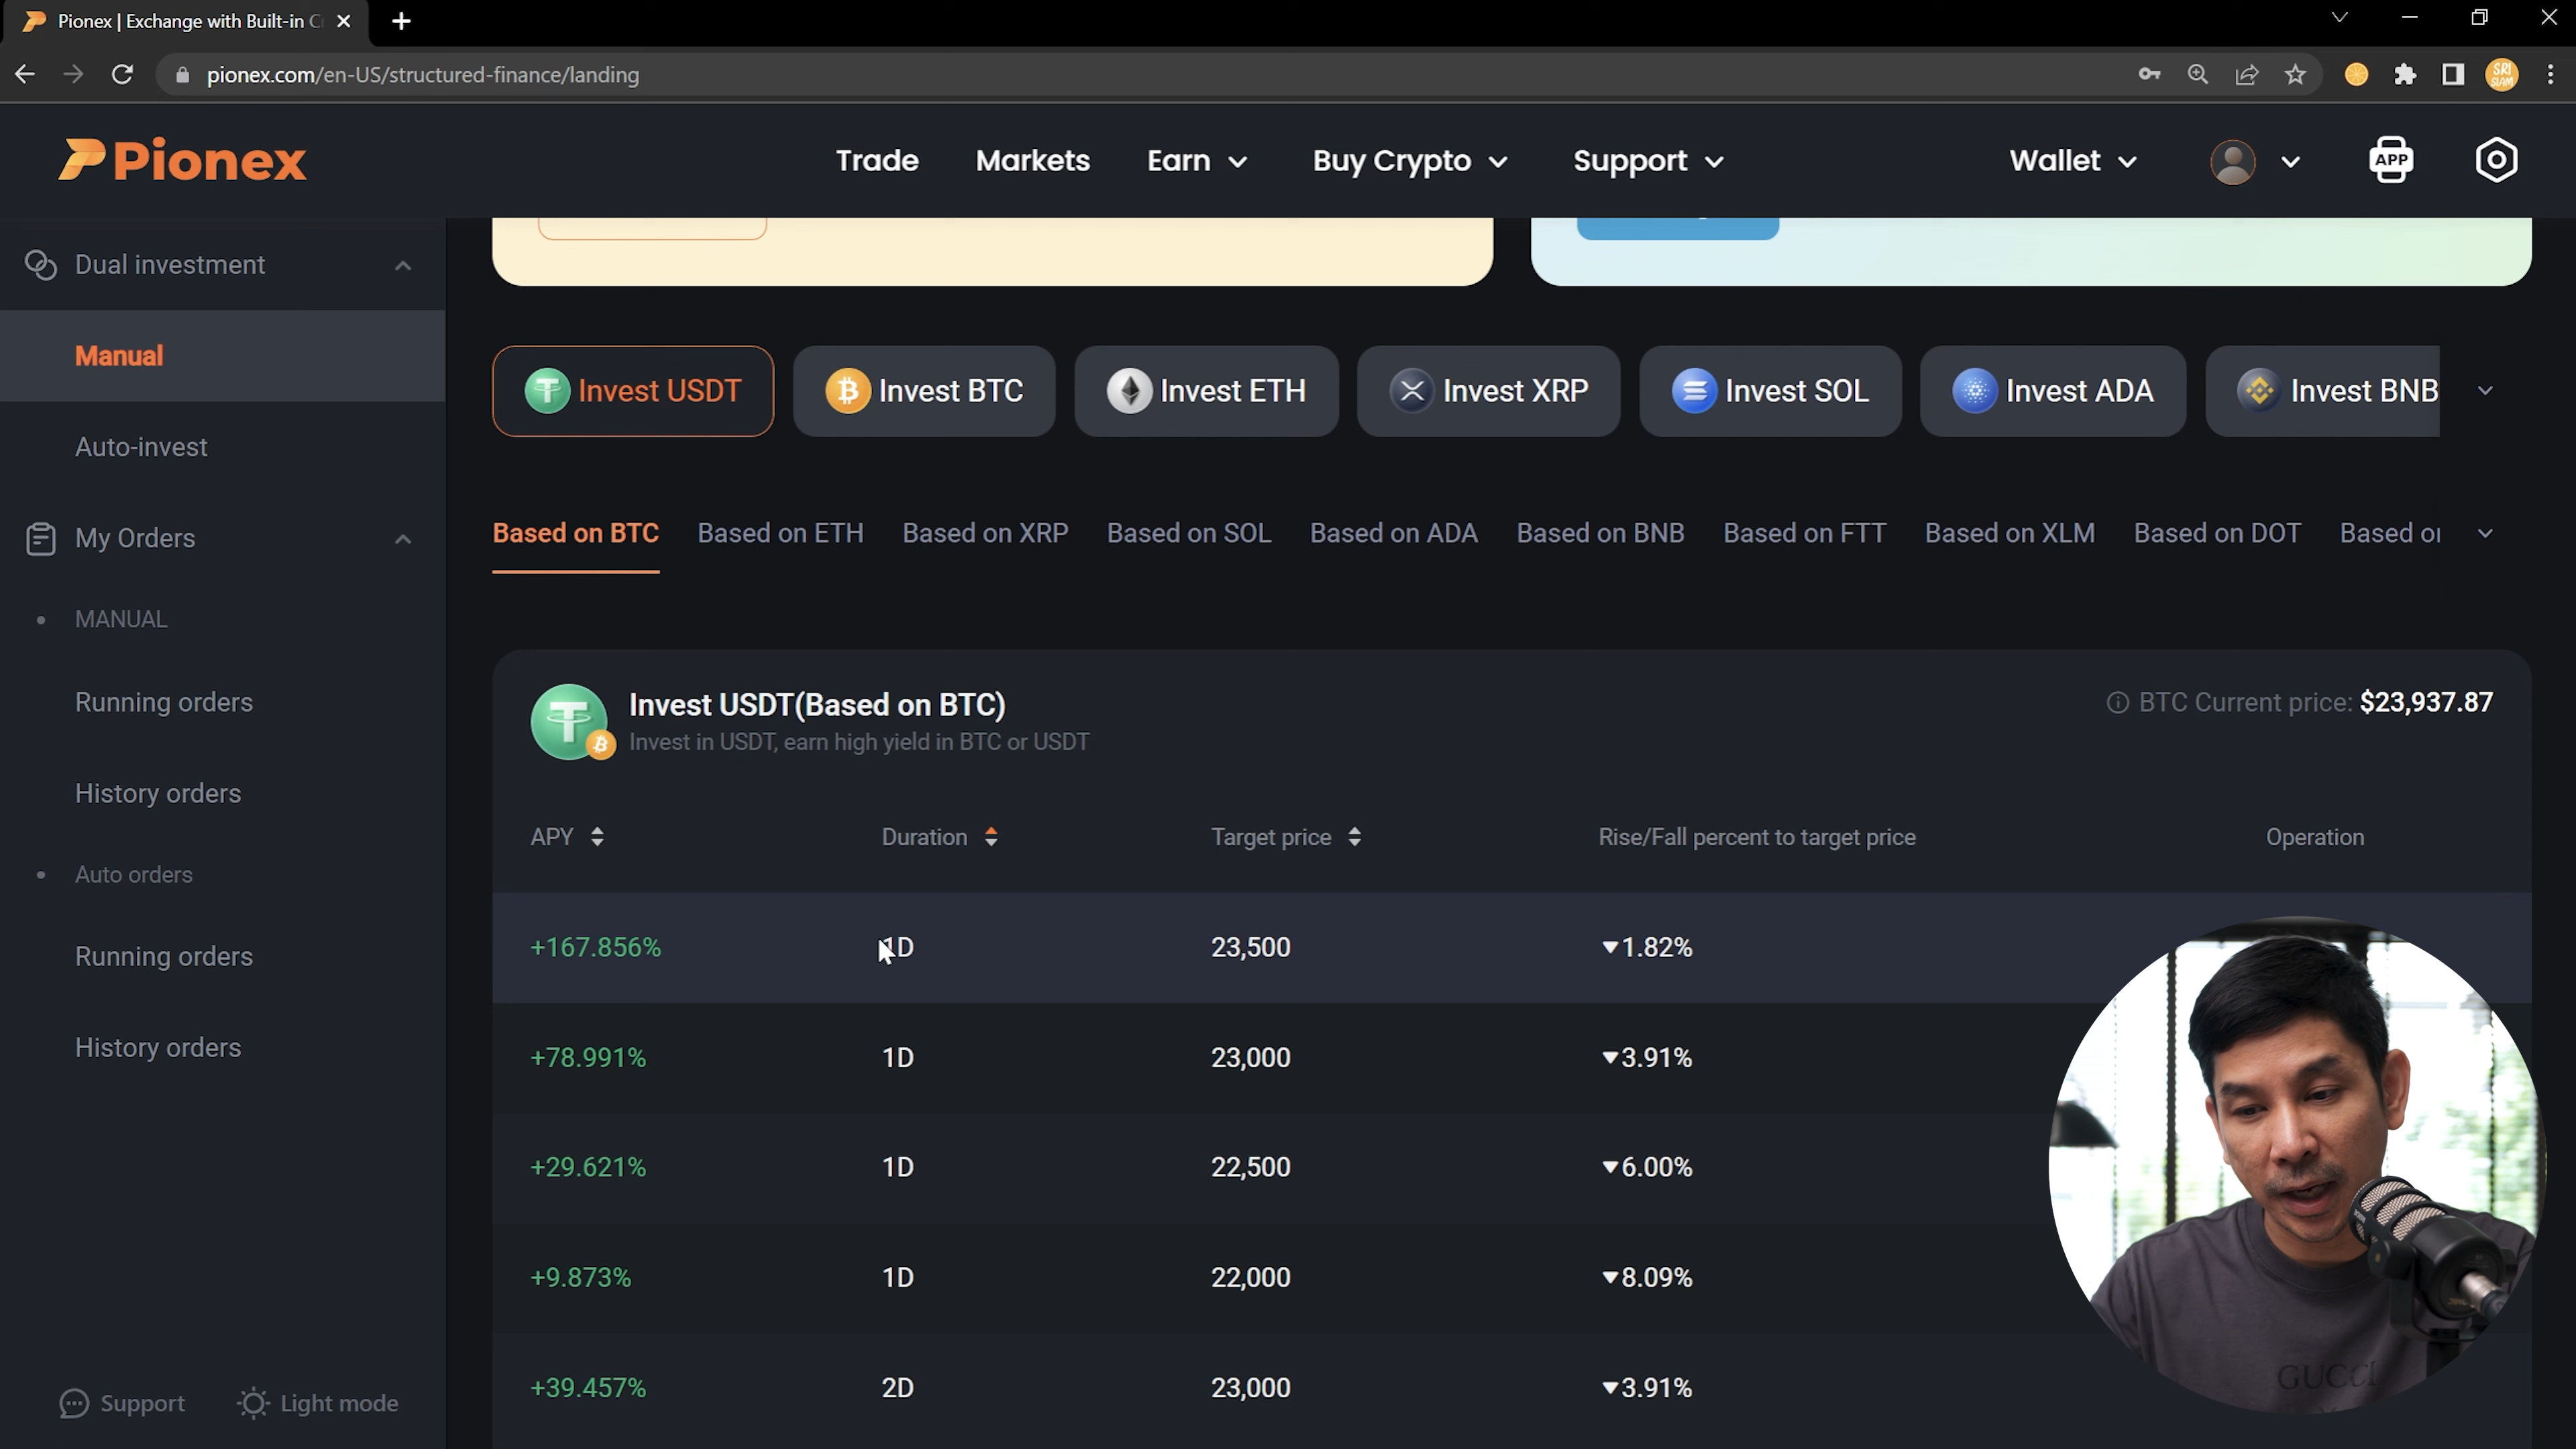 Pionex | Exchange with Built-in C
pionex.com/en-US/structured-finance/landing
SRI
SIAM
Pionex
Trade
Markets
Earn
Buy Crypto
Support
Wallet
APP
Dual investment
Manual
Auto-invest
My Orders
• MANUAL
Running orders
History orders
• Auto orders
Running orders
History orders
Support
Light mode
Invest USDT
Invest BTC
Invest ETH
Invest XRP
Invest SOL
Invest ADA
Invest BNB
Based on BTC
Based on ETH
Based on XRP
Based on SOL
Based on ADA
Based on BNB
Based on FTT
Based on XLM
Based on DOT
Based
Invest USDT(Based on BTC)
Invest in USDT, earn high yield in BTC or USDT
BTC Current price: $23,937.87
APY Duration Target price Rise/Fall percent to target price Operation
+167.856% 1D 23,500 ▼1.82%
+78.991% 1D 23,000 ▼3.91%
+29.621% 1D 22,500 ▼6.00%
+9.873% 1D 22,000 ▼8.09%
+39.457% 2D 23,000 ▼3.91%
GUCCI